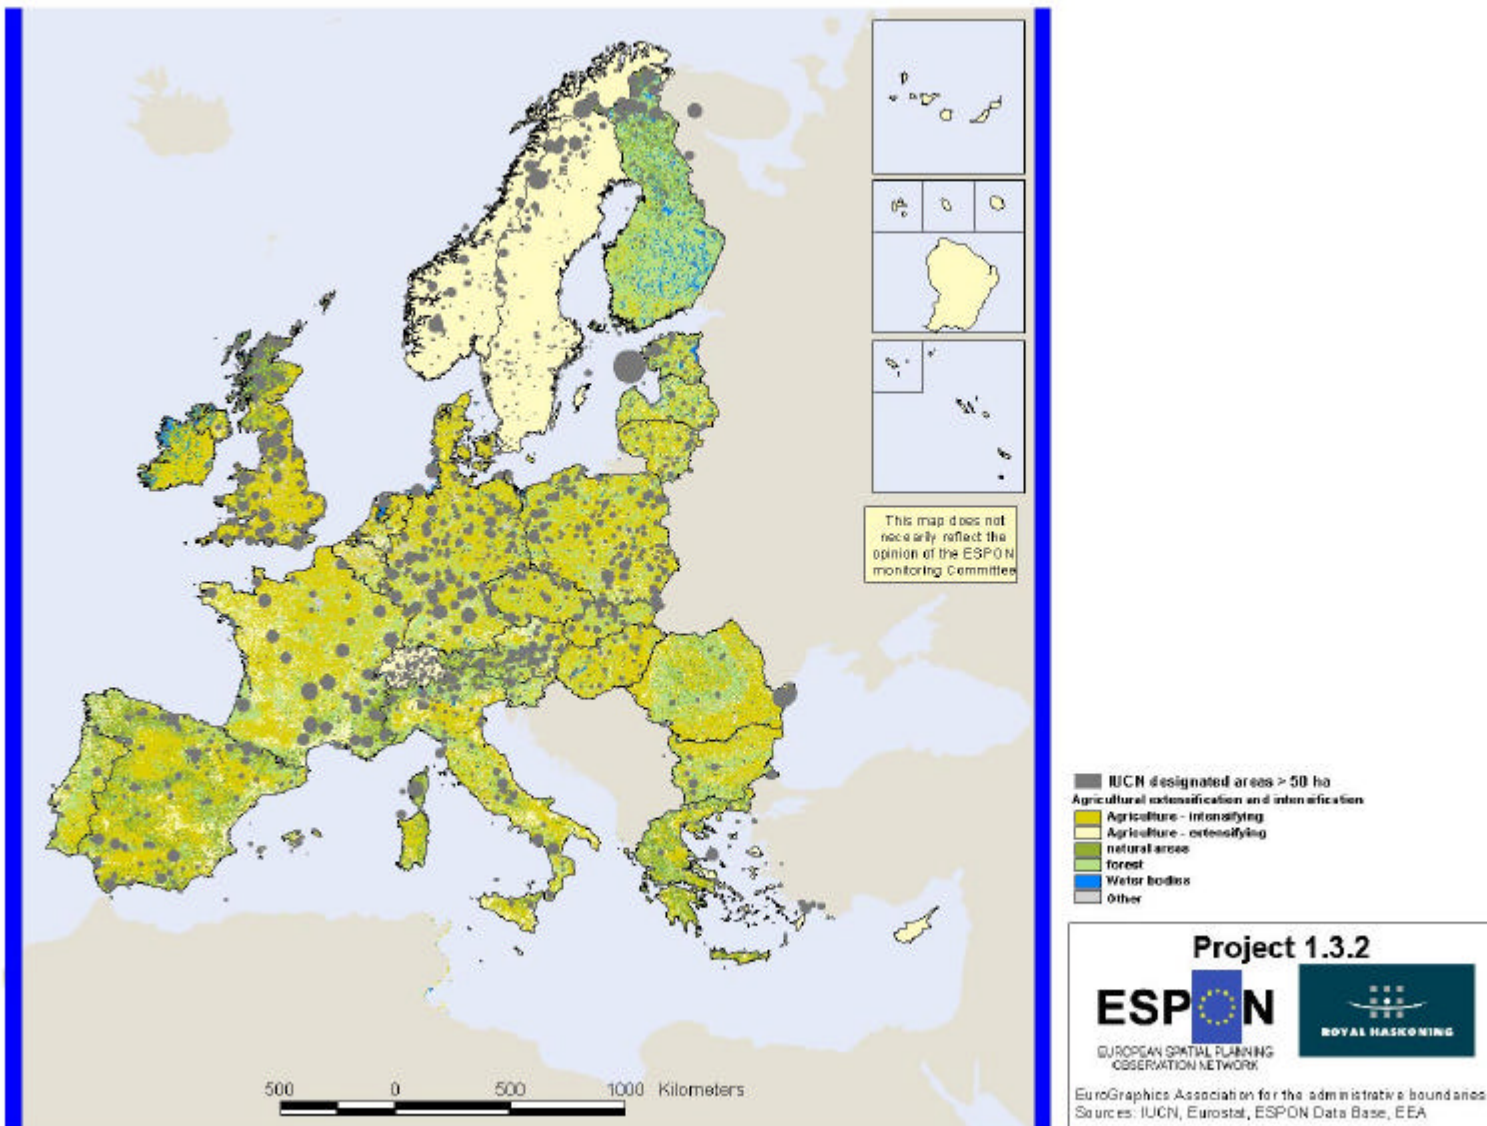 This map does not
necearily reflect the
opinion of the ESPON
monitoring Committee
IUCN designated areas > 50 ha
Agricultural extensification and intensification
Agriculture - intensifying
Agriculture - extensifying
natural areas
forest
Water bodies
Other
Project 1.3.2
ESPON
EUROPEAN SPATIAL PLANNING
OBSERVATION NETWORK
ROYAL HASKONING
EuroGraphics Association for the administrative boundaries
Sources: IUCN, Eurostat, ESPON Data Base, EEA
500 0 500 1000 Kilometers